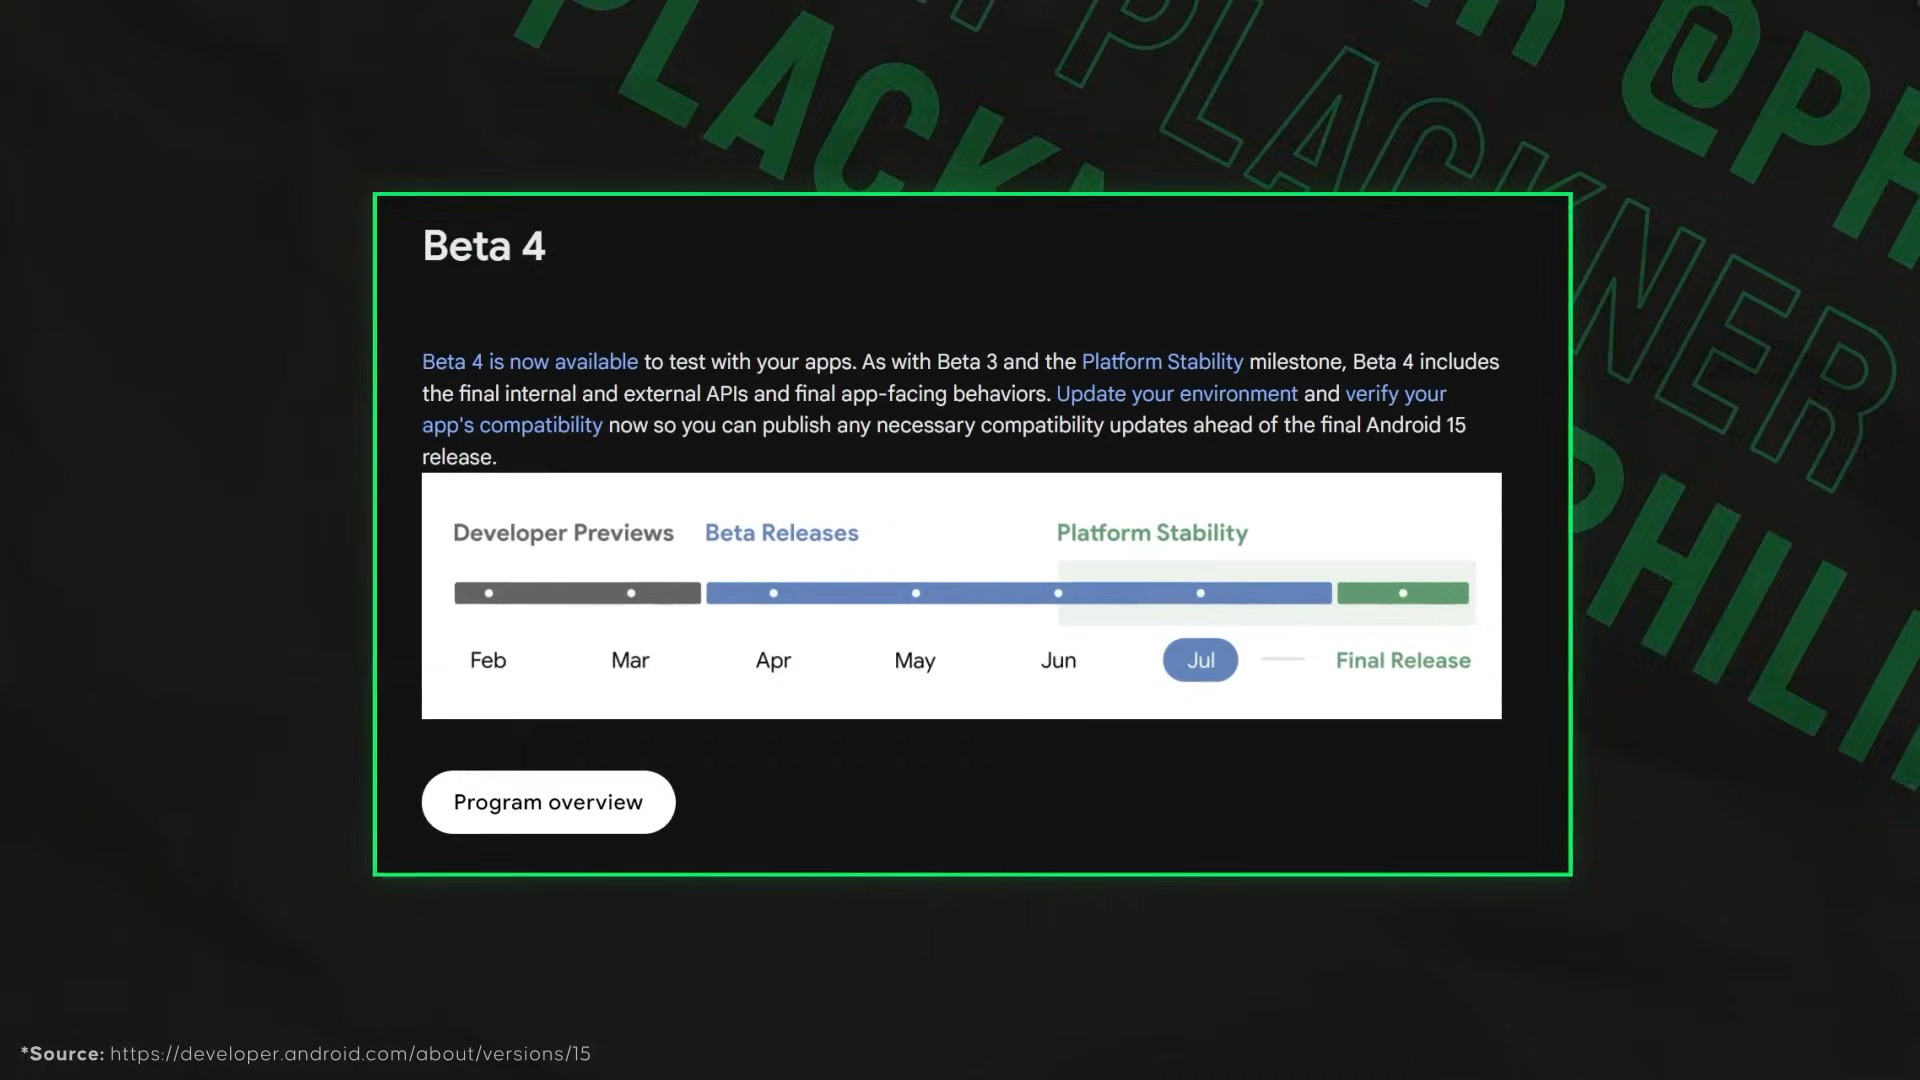 PLACKN
PLACKNER
@PH
PHILI
Beta 4
Beta 4 is now available to test with your apps. As with Beta 3 and the Platform Stability milestone, Beta 4 includes
the final internal and external APIs and final app-facing behaviors. Update your environment and verify your
app's compatibility now so you can publish any necessary compatibility updates ahead of the final Android 15
release.
Developer Previews Beta Releases Platform Stability
Feb Mar Apr May Jun Jul Final Release
Program overview
*Source: https://developer.android.com/about/versions/15